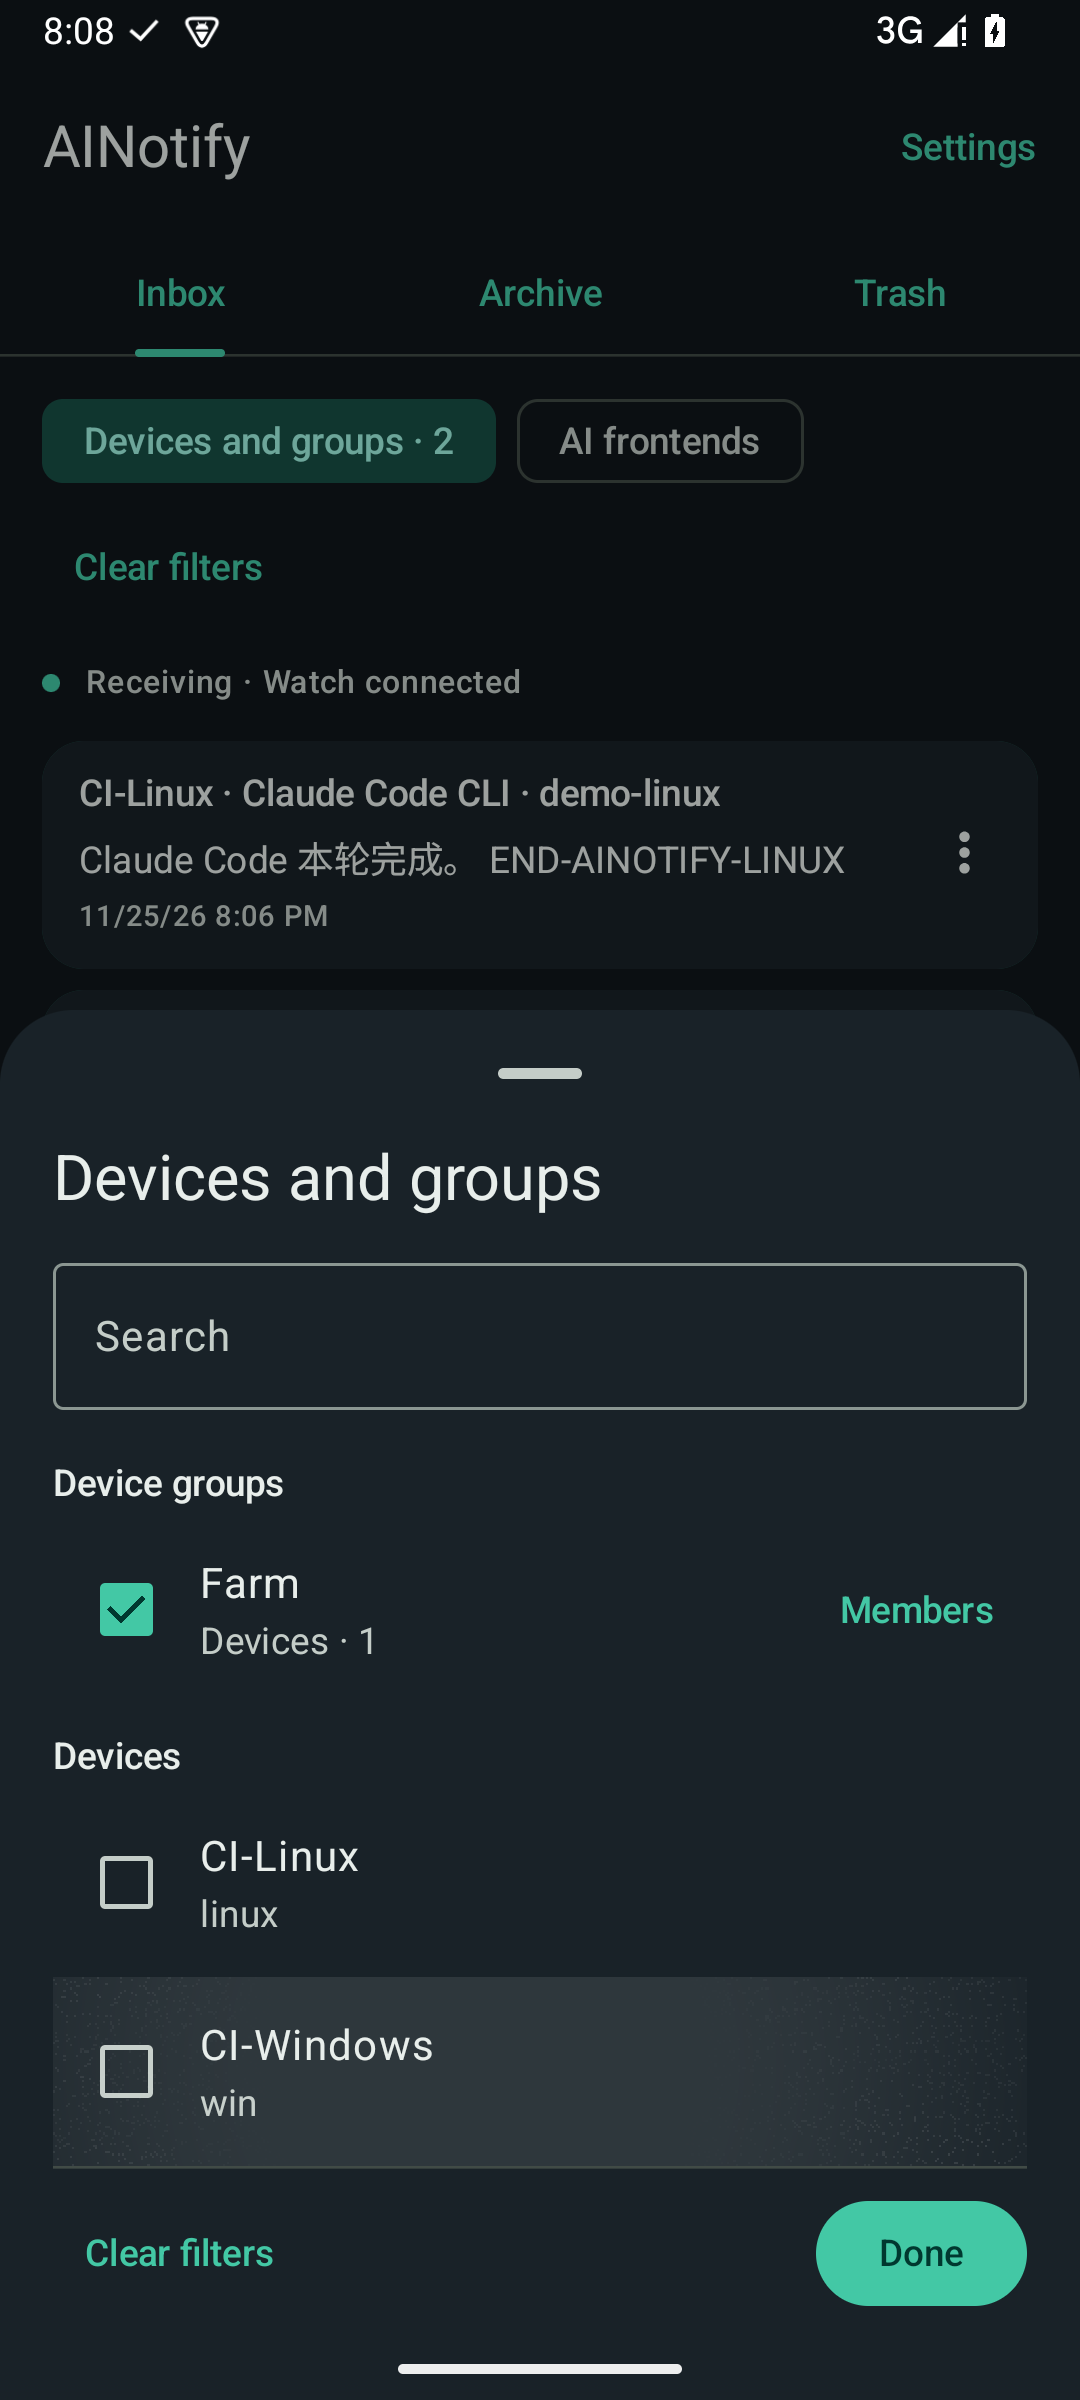 8:08
3G
AINotify
Settings
Inbox
Archive
Trash
Devices and groups · 2
AI frontends
Clear filters
Receiving · Watch connected
CI-Linux · Claude Code CLI · demo-linux
Claude Code 本轮完成。 END-AINOTIFY-LINUX
11/25/26 8:06 PM
Devices and groups
Search
Device groups
Farm
Devices · 1
Members
Devices
CI-Linux
linux
CI-Windows
win
Clear filters
Done